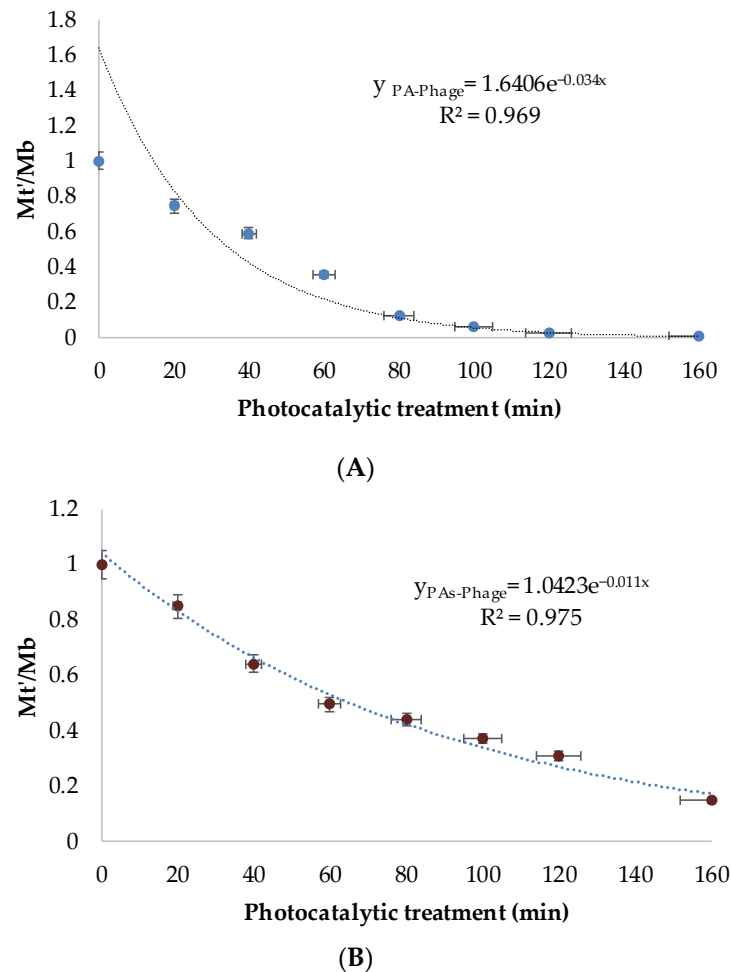 1.8
1.6
1.4
1.2
1
0.8
0.6
0.4
0.2
0
Mt'/Mb
y PA-Phage= 1.6406e–0.034x
R² = 0.969
0 20 40 60 80 100 120 140 160
Photocatalytic treatment (min)
(A)
1.2
1
0.8
0.6
0.4
0.2
0
Mt'/Mb
yPAs-Phage= 1.0423e–0.011x
R² = 0.975
0 20 40 60 80 100 120 140 160
Photocatalytic treatment (min)
(B)